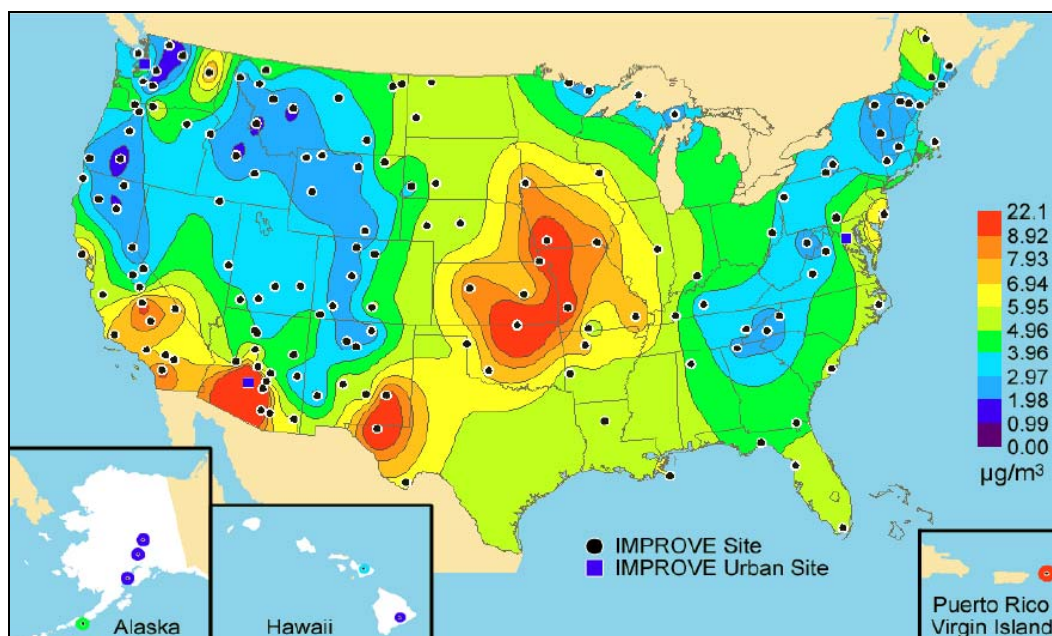 22.1
8.92
7.93
6.94
5.95
4.96
3.96
2.97
1.98
0.99
0.00
µg/m³
IMPROVE Site
IMPROVE Urban Site
Alaska
Hawaii
Puerto Rico
Virgin Island